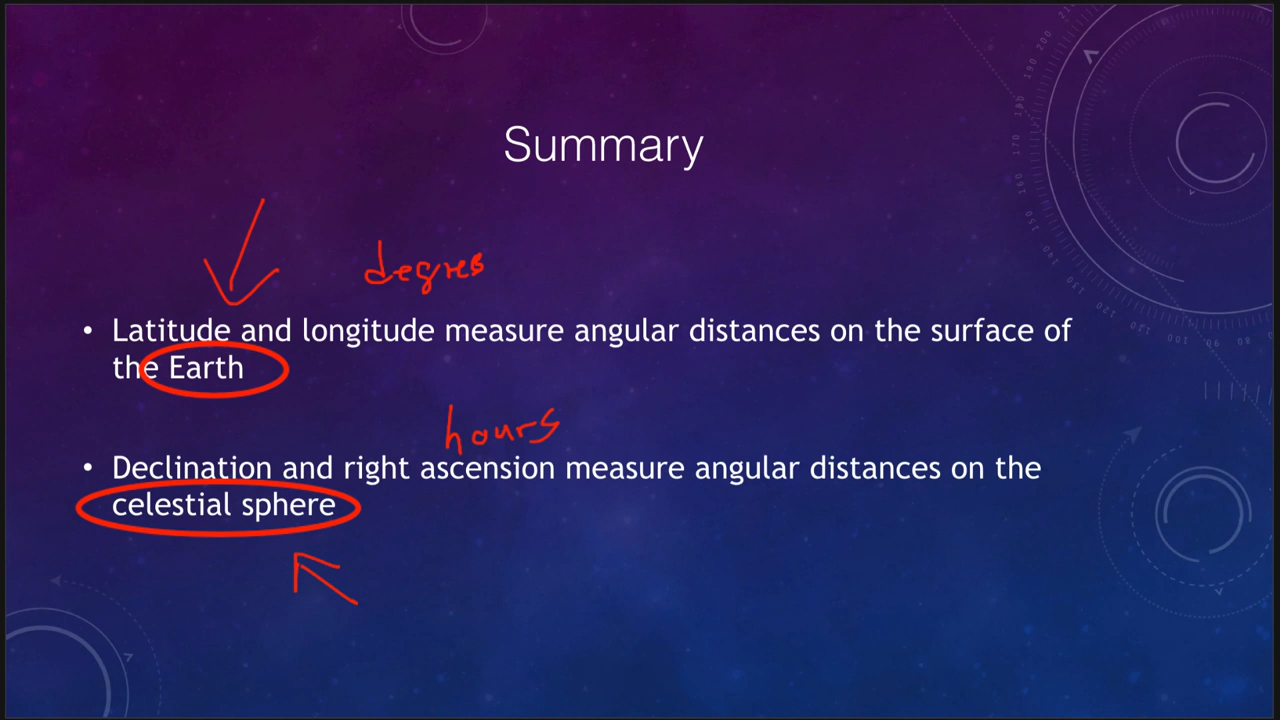 Summary
degres
• Latitude and longitude measure angular distances on the surface of
the Earth
hours
• Declination and right ascension measure angular distances on the
celestial sphere